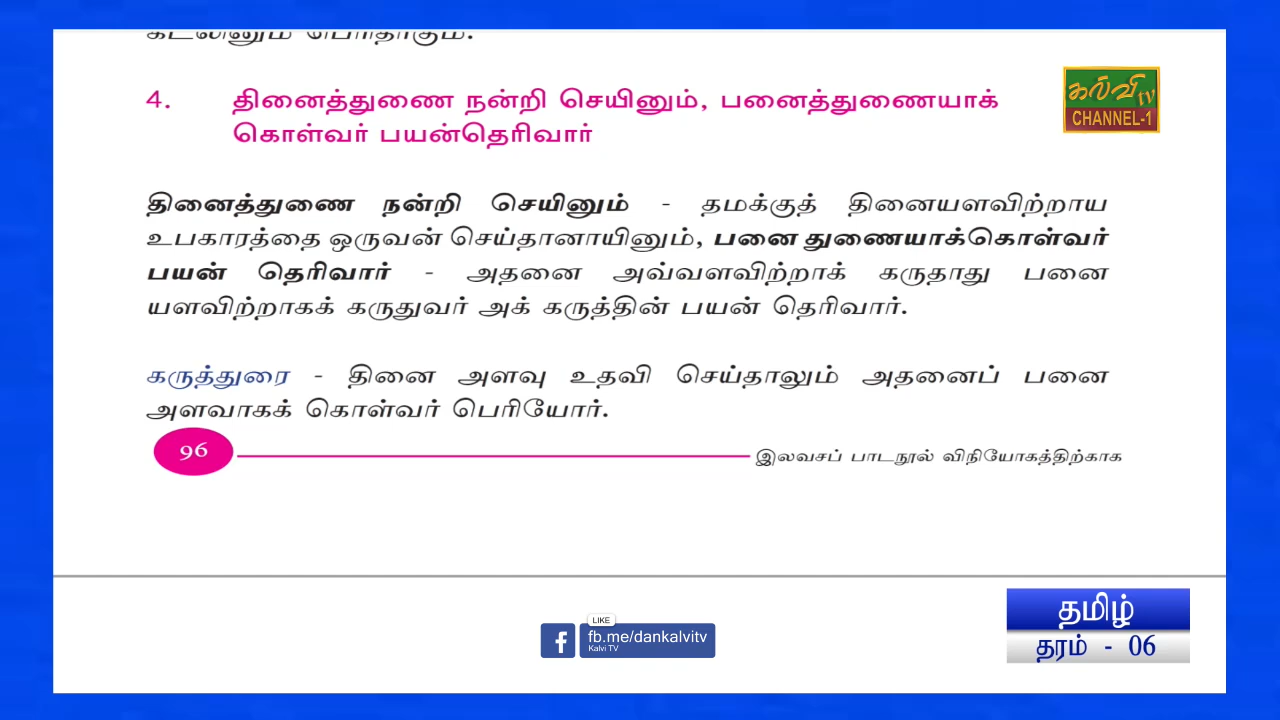 கடலினும் பெரிதாகும்.
கல்வி tv
CHANNEL-1
4. தினைத்துணை நன்றி செயினும், பனைத்துணையாக்
கொள்வர் பயன்தெரிவார்
தினைத்துணை நன்றி செயினும் - தமக்குத் தினையளவிற்றாய
உபகாரத்தை ஒருவன் செய்தானாயினும், பனை துணையாக்கொள்வர்
பயன் தெரிவார் - அதனை அவ்வளவிற்றாக் கருதாது பனை
யளவிற்றாகக் கருதுவர் அக் கருத்தின் பயன் தெரிவார்.
கருத்துரை - தினை அளவு உதவி செய்தாலும் அதனைப் பனை
அளவாகக் கொள்வர் பெரியோர்.
96
இலவசப் பாடநூல் விநியோகத்திற்காக
LIKE
f fb.me/dankalvitv
Kalvi TV
தமிழ்
தரம் - 06